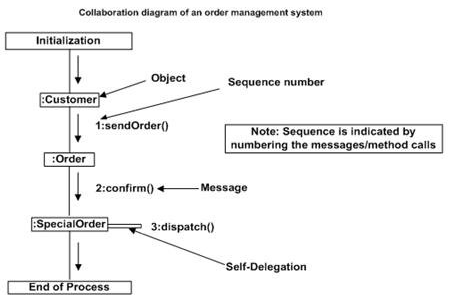 Collaboration diagram of an order management system
Initialization
Object
Sequence number
:Customer
1:sendOrder()
Note: Sequence is indicated by
numbering the messages/method calls
:Order
2:confirm()
Message
:SpecialOrder
3:dispatch()
Self-Delegation
End of Process